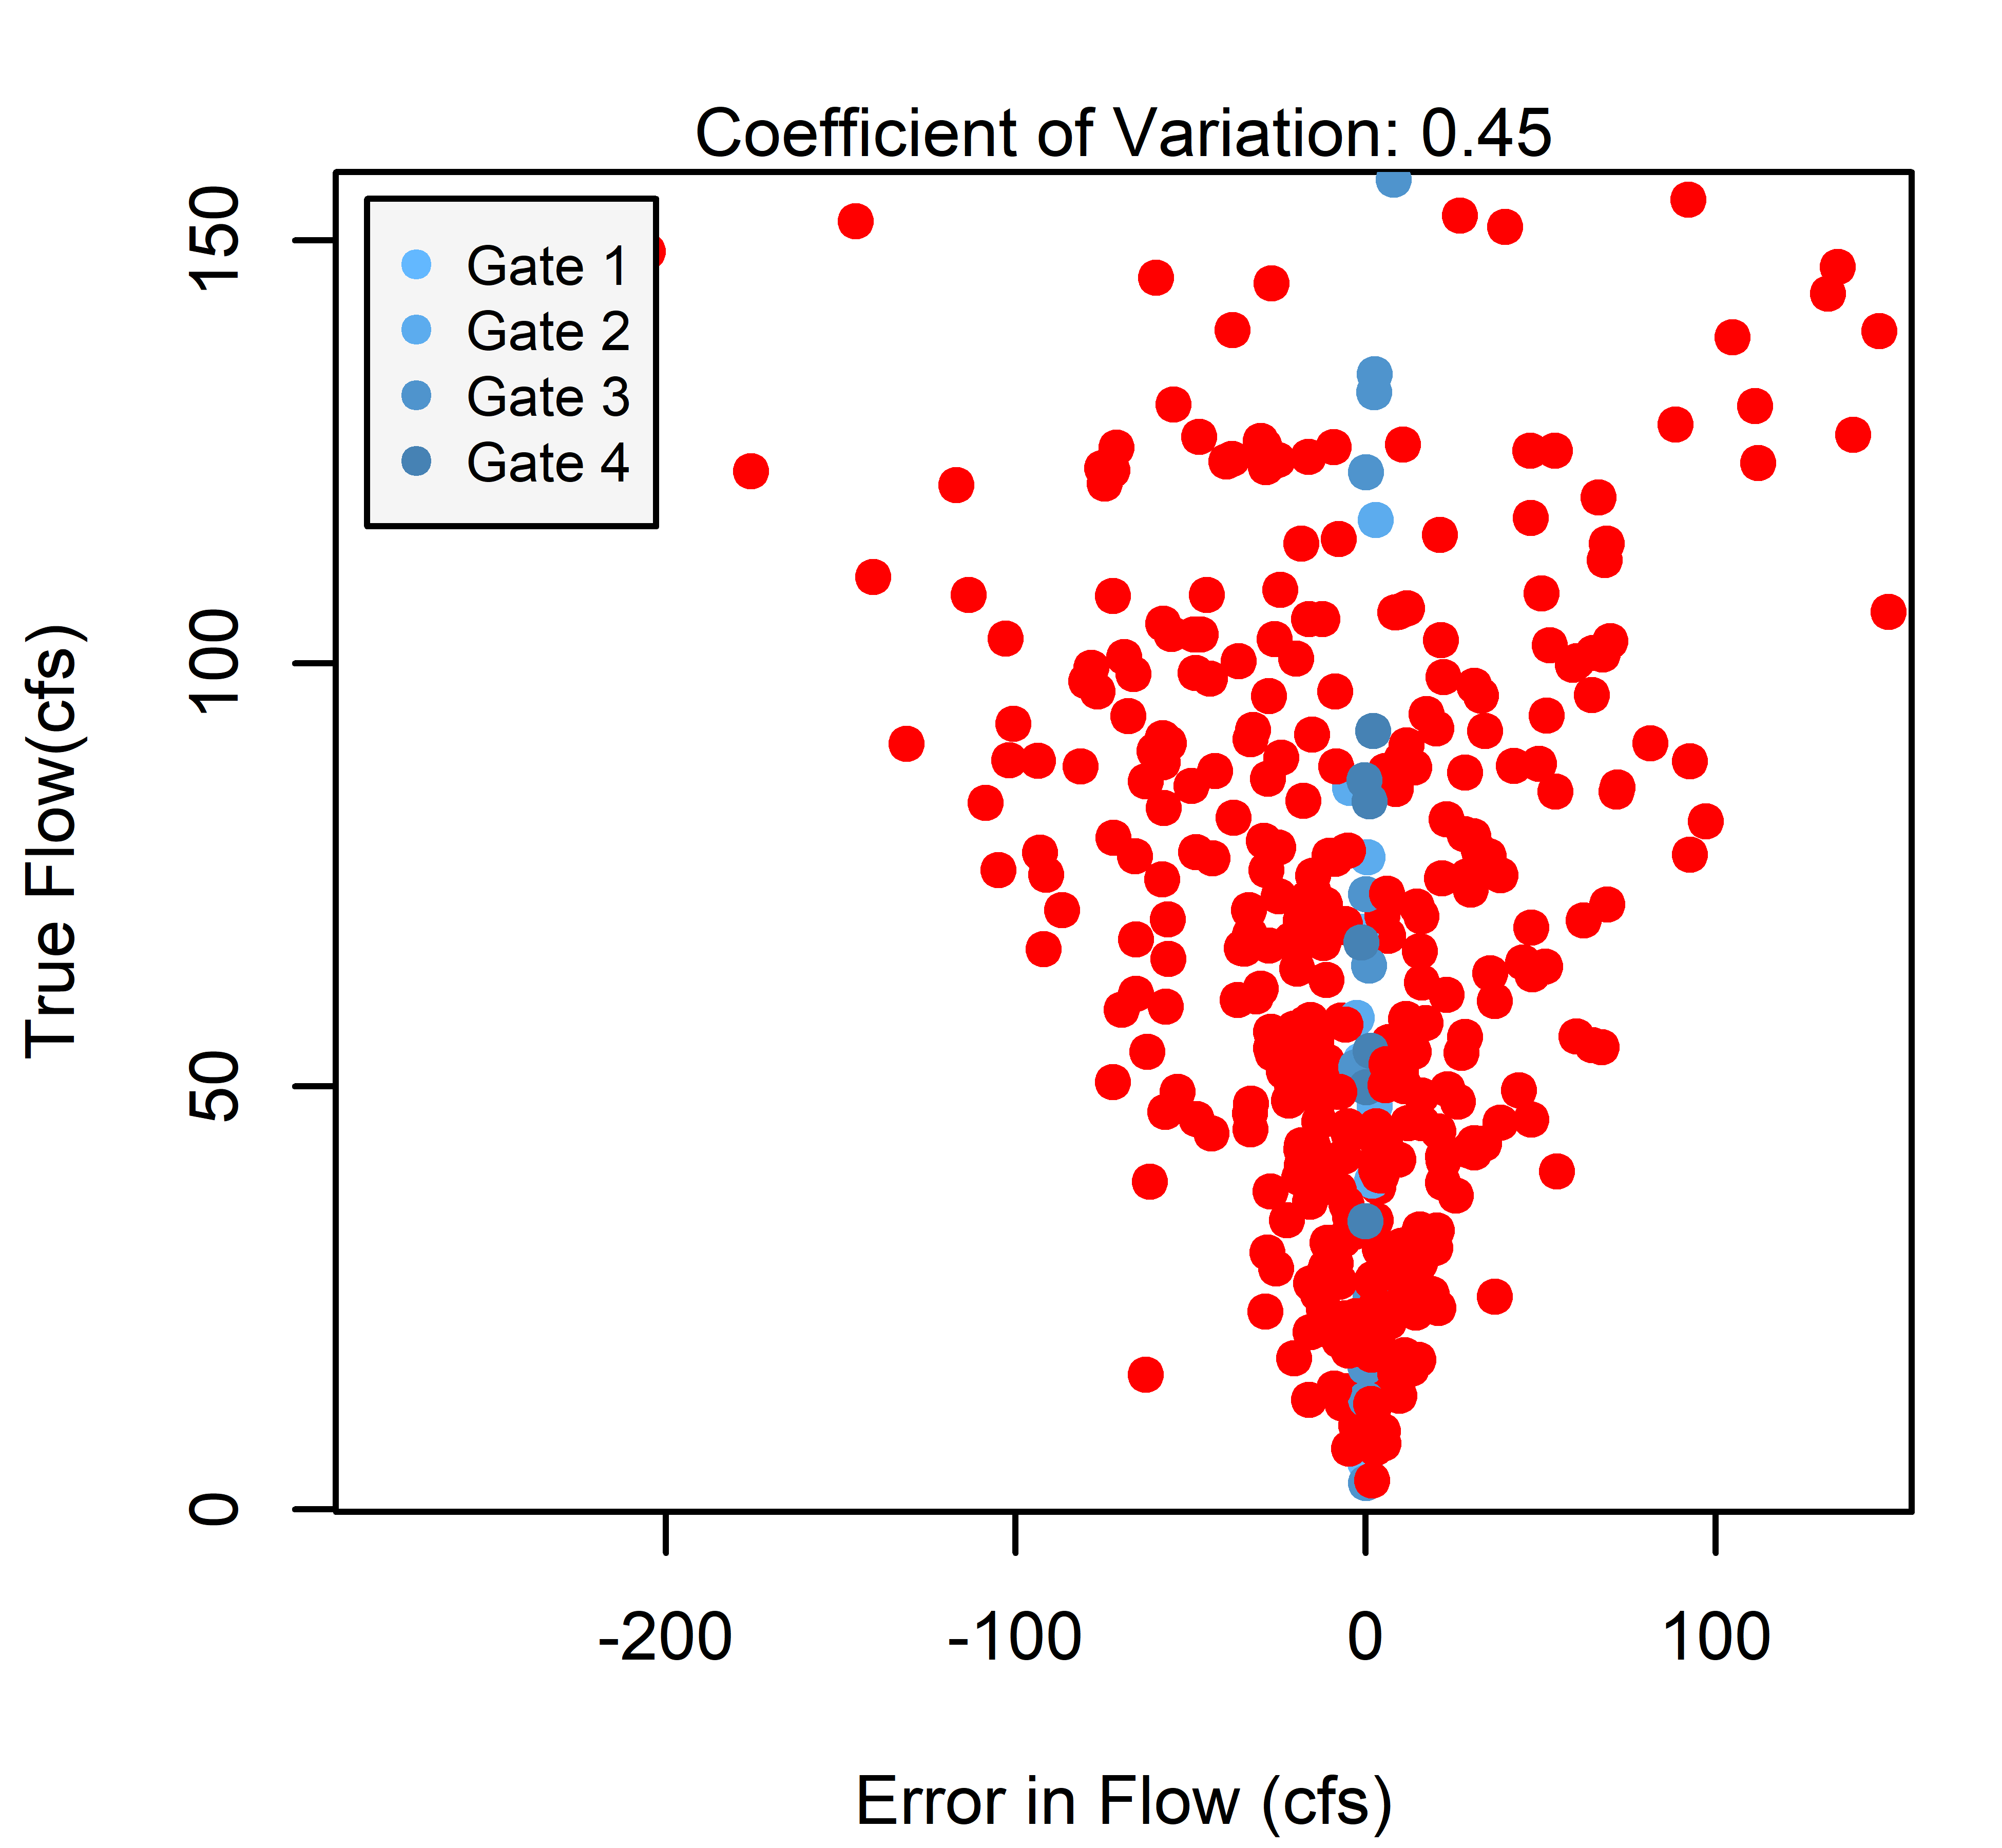 Coefficient of Variation: 0.45
Gate 1
Gate 2
Gate 3
Gate 4
True Flow(cfs)
150
100
50
0
-200 -100 0 100
Error in Flow (cfs)